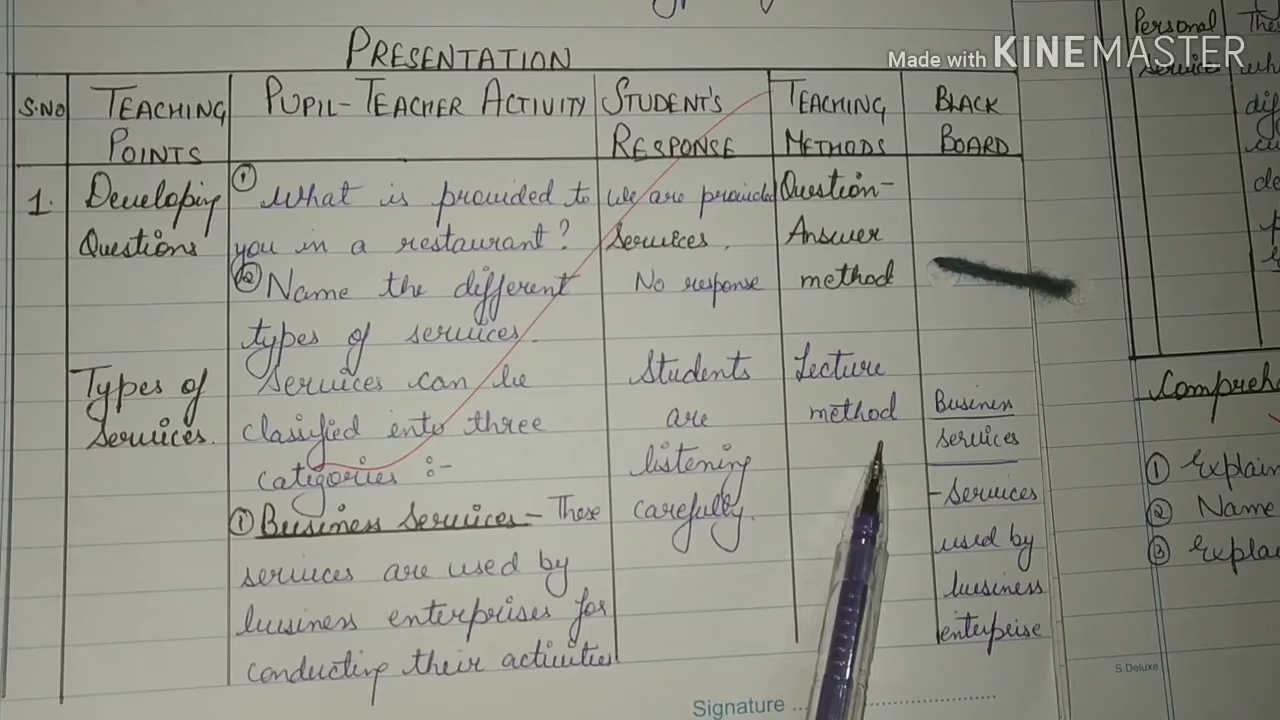 Made with KINEMASTER
PRESENTATION
S.NO
TEACHING
POINTS
PUPIL-TEACHER ACTIVITY
STUDENT'S
RESPONSE
TEACHING
METHODS
BLACK
BOARD
1.
Developing
Questions
① What is provided to
you in a restaurant?
② Name the different
types of services.
We are provided
services.
No response
Question-
Answer
method
Types of
Services.
Services can be
classified into three
categories :-
① Business Services - These
services are used by
business enterprises for
conducting their activities
Students
are
listening
carefully.
Lecture
method
Business
services
- Services
used by
business
enterprise
Signature
S Deluxe
Personal
Services
① Explain
② Name
③